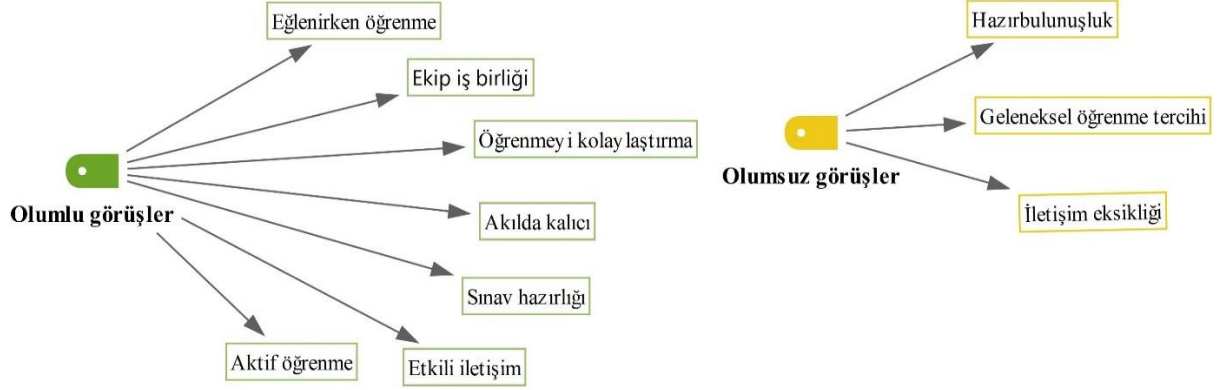 Eğlenirken öğrenme
Ekip iş birliği
Öğrenmeyi kolaylaştırma
Olumlu görüşler
Akılda kalıcı
Sınav hazırlığı
Aktif öğrenme
Etkili iletişim
Hazırbulunuşluk
Geleneksel öğrenme tercihi
Olumsuz görüşler
İletişim eksikliği